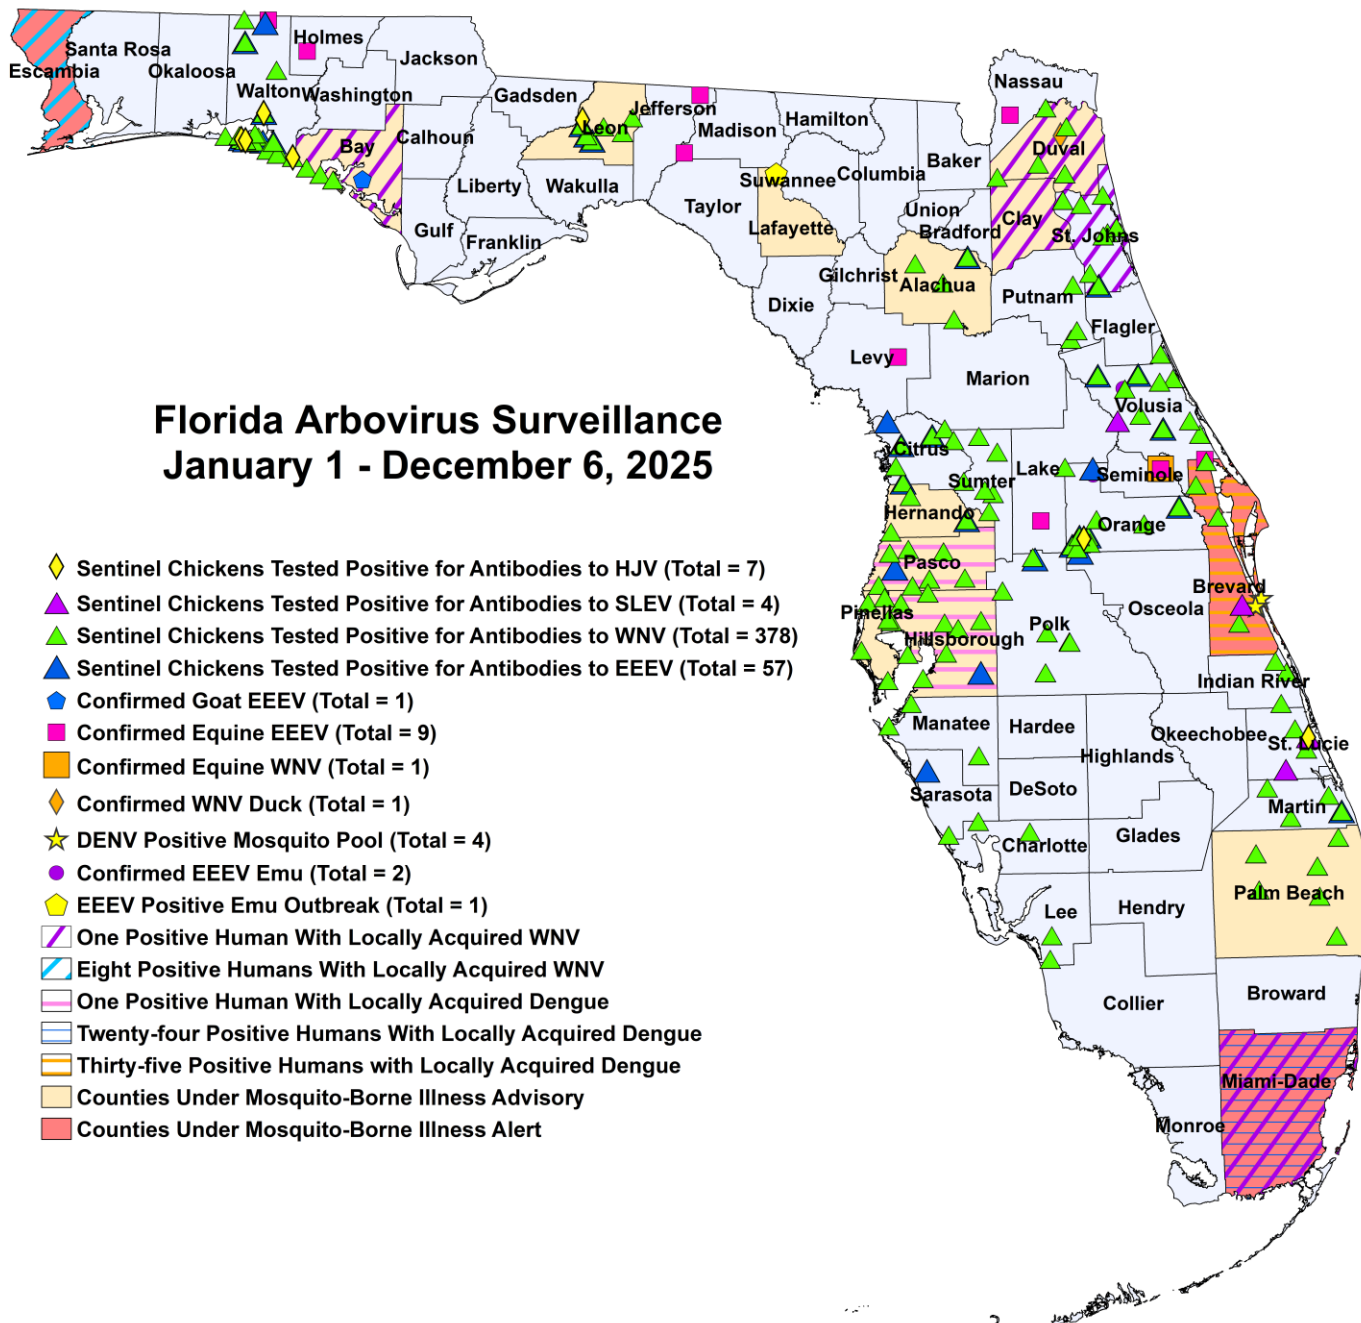 Florida Arbovirus Surveillance
January 1 - December 6, 2025
Sentinel Chickens Tested Positive for Antibodies to HJV (Total = 7)
Sentinel Chickens Tested Positive for Antibodies to SLEV (Total = 4)
Sentinel Chickens Tested Positive for Antibodies to WNV (Total = 378)
Sentinel Chickens Tested Positive for Antibodies to EEEV (Total = 57)
Confirmed Goat EEEV (Total = 1)
Confirmed Equine EEEV (Total = 9)
Confirmed Equine WNV (Total = 1)
Confirmed WNV Duck (Total = 1)
DENV Positive Mosquito Pool (Total = 4)
Confirmed EEEV Emu (Total = 2)
EEEV Positive Emu Outbreak (Total = 1)
One Positive Human With Locally Acquired WNV
Eight Positive Humans With Locally Acquired WNV
One Positive Human With Locally Acquired Dengue
Twenty-four Positive Humans With Locally Acquired Dengue
Thirty-five Positive Humans with Locally Acquired Dengue
Counties Under Mosquito-Borne Illness Advisory
Counties Under Mosquito-Borne Illness Alert
Escambia
Santa Rosa
Okaloosa
Walton
Holmes
Washington
Jackson
Bay
Calhoun
Gulf
Liberty
Franklin
Gadsden
Leon
Wakulla
Jefferson
Madison
Taylor
Hamilton
Suwannee
Lafayette
Dixie
Columbia
Gilchrist
Baker
Union
Bradford
Alachua
Levy
Nassau
Duval
Clay
St. Johns
Putnam
Flagler
Marion
Volusia
Citrus
Sumter
Lake
Seminole
Hernando
Orange
Pasco
Pinellas
Hillsborough
Polk
Osceola
Brevard
Indian River
Manatee
Hardee
Highlands
Okeechobee
St. Lucie
Sarasota
DeSoto
Martin
Charlotte
Glades
Lee
Hendry
Palm Beach
Collier
Broward
Miami-Dade
Monroe